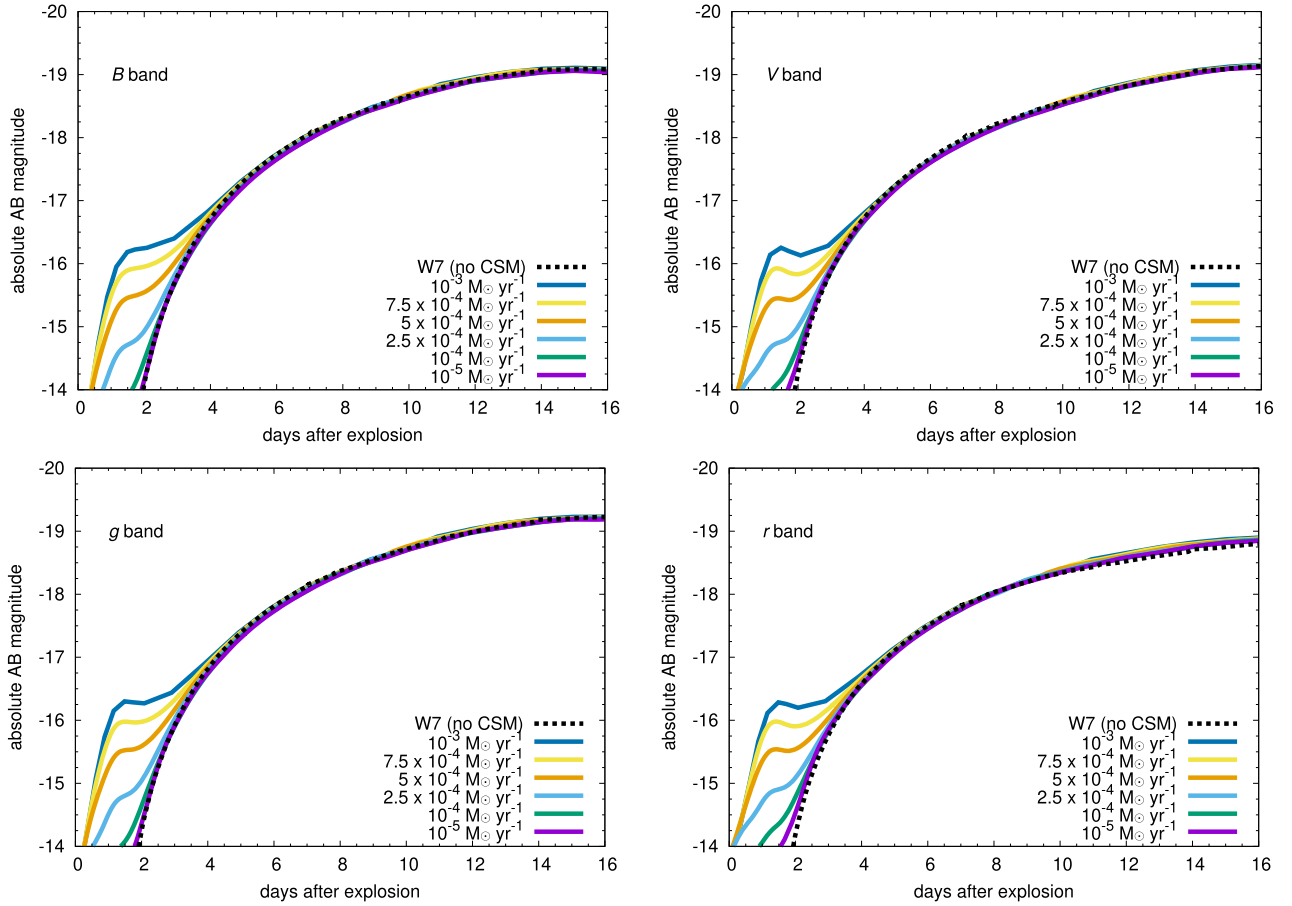 -20
-19
-18
-17
-16
-15
-14
0 2 4 6 8 10 12 14 16
absolute AB magnitude
days after explosion
B band
W7 (no CSM)
10-3 M☉ yr-1
7.5 x 10-4 M☉ yr-1
5 x 10-4 M☉ yr-1
2.5 x 10-4 M☉ yr-1
10-4 M☉ yr-1
10-5 M☉ yr-1
-20
-19
-18
-17
-16
-15
-14
0 2 4 6 8 10 12 14 16
absolute AB magnitude
days after explosion
V band
W7 (no CSM)
10-3 M☉ yr-1
7.5 x 10-4 M☉ yr-1
5 x 10-4 M☉ yr-1
2.5 x 10-4 M☉ yr-1
10-4 M☉ yr-1
10-5 M☉ yr-1
-20
-19
-18
-17
-16
-15
-14
0 2 4 6 8 10 12 14 16
absolute AB magnitude
days after explosion
g band
W7 (no CSM)
10-3 M☉ yr-1
7.5 x 10-4 M☉ yr-1
5 x 10-4 M☉ yr-1
2.5 x 10-4 M☉ yr-1
10-4 M☉ yr-1
10-5 M☉ yr-1
-20
-19
-18
-17
-16
-15
-14
0 2 4 6 8 10 12 14 16
absolute AB magnitude
days after explosion
r band
W7 (no CSM)
10-3 M☉ yr-1
7.5 x 10-4 M☉ yr-1
5 x 10-4 M☉ yr-1
2.5 x 10-4 M☉ yr-1
10-4 M☉ yr-1
10-5 M☉ yr-1